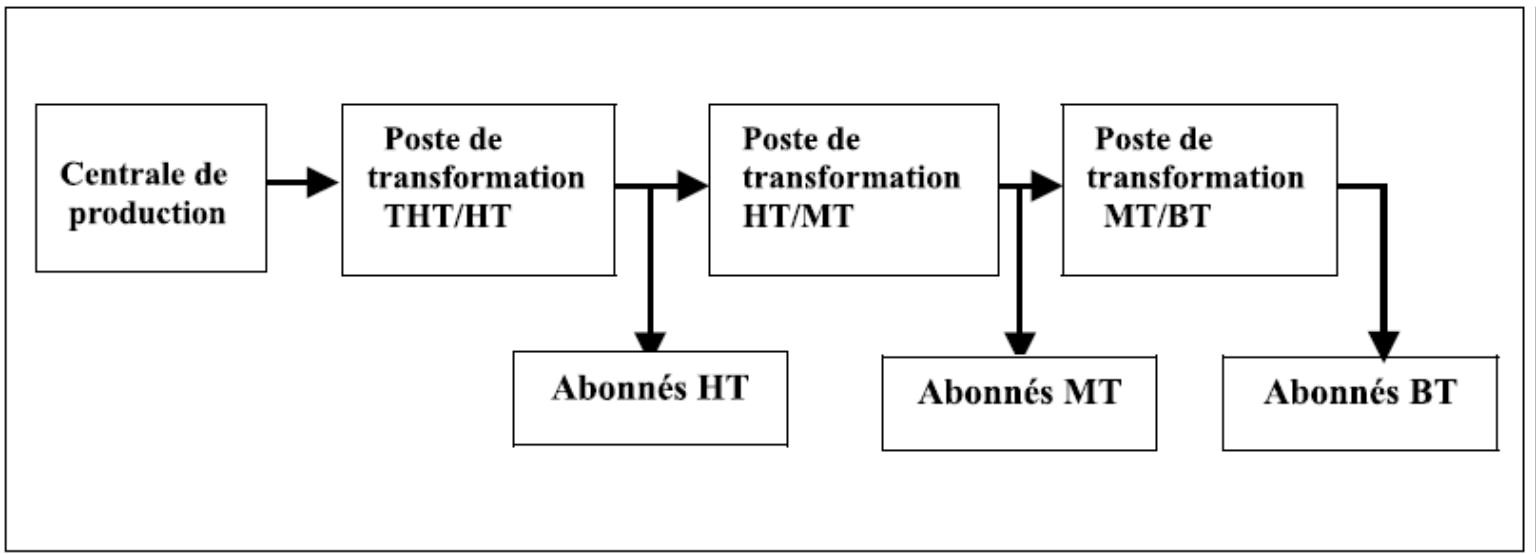 Centrale de
production
Poste de
transformation
THT/HT
Poste de
transformation
HT/MT
Poste de
transformation
MT/BT
Abonnés HT
Abonnés MT
Abonnés BT